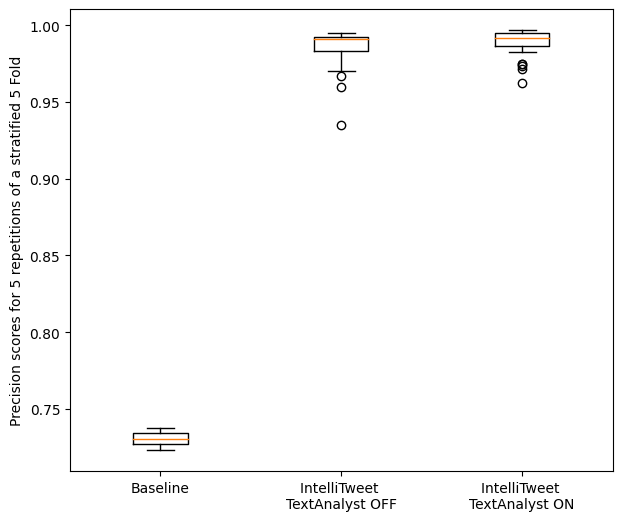 Precision scores for 5 repetitions of a stratified 5 Fold
1.00
0.95
0.90
0.85
0.80
0.75
Baseline
IntelliTweet
TextAnalyst OFF
IntelliTweet
TextAnalyst ON